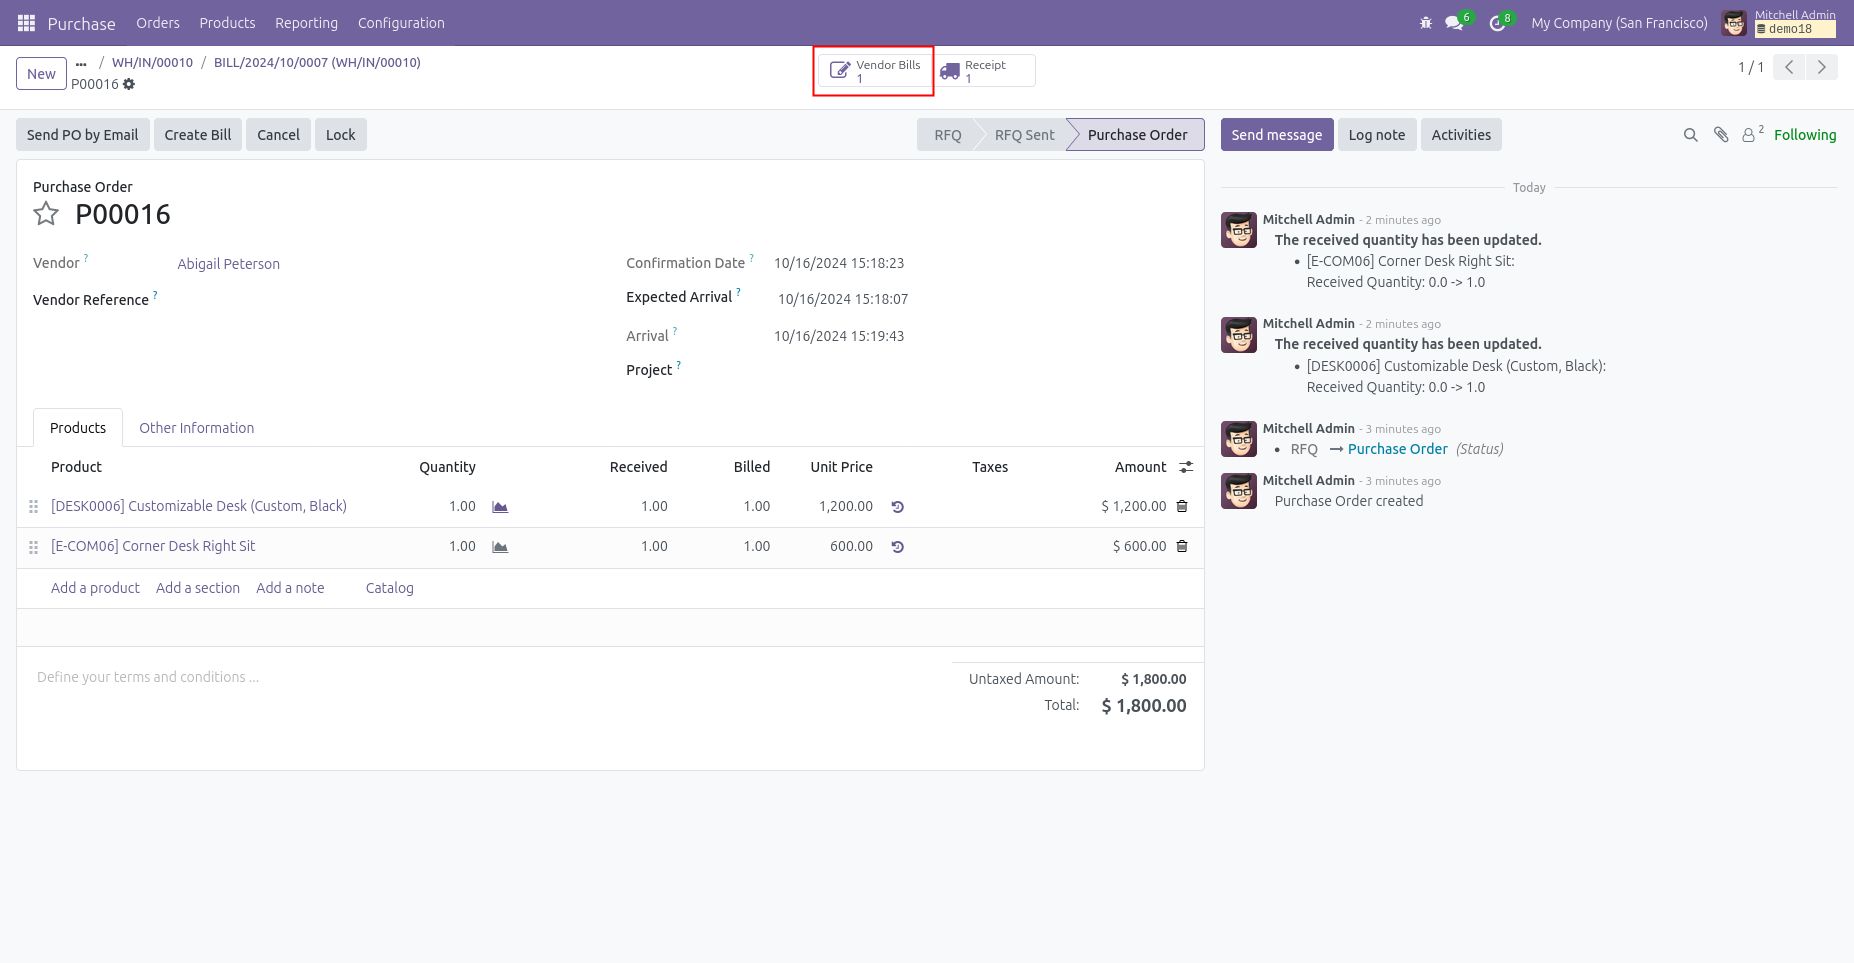 Purchase Orders Products Reporting Configuration 6 8 My Company (San Francisco) Mitchell Admin
demo18
New ... / WH/IN/00010 / BILL/2024/10/0007 (WH/IN/00010)
P00016
Vendor Bills
1
Receipt
1
1 / 1
Send PO by Email Create Bill Cancel Lock RFQ RFQ Sent Purchase Order
Send message Log note Activities 2 Following
Purchase Order
P00016
Vendor ? Abigail Peterson
Vendor Reference ?
Confirmation Date ? 10/16/2024 15:18:23
Expected Arrival ? 10/16/2024 15:18:07
Arrival ? 10/16/2024 15:19:43
Project ?
Products Other Information
Product Quantity Received Billed Unit Price Taxes Amount
[DESK0006] Customizable Desk (Custom, Black) 1.00 1.00 1.00 1,200.00 $ 1,200.00
[E-COM06] Corner Desk Right Sit 1.00 1.00 1.00 600.00 $ 600.00
Add a product Add a section Add a note Catalog
Define your terms and conditions ...
Untaxed Amount: $ 1,800.00
Total: $ 1,800.00
Today
Mitchell Admin - 2 minutes ago
The received quantity has been updated.
• [E-COM06] Corner Desk Right Sit:
Received Quantity: 0.0 -> 1.0
Mitchell Admin - 2 minutes ago
The received quantity has been updated.
• [DESK0006] Customizable Desk (Custom, Black):
Received Quantity: 0.0 -> 1.0
Mitchell Admin - 3 minutes ago
• RFQ → Purchase Order (Status)
Mitchell Admin - 3 minutes ago
Purchase Order created